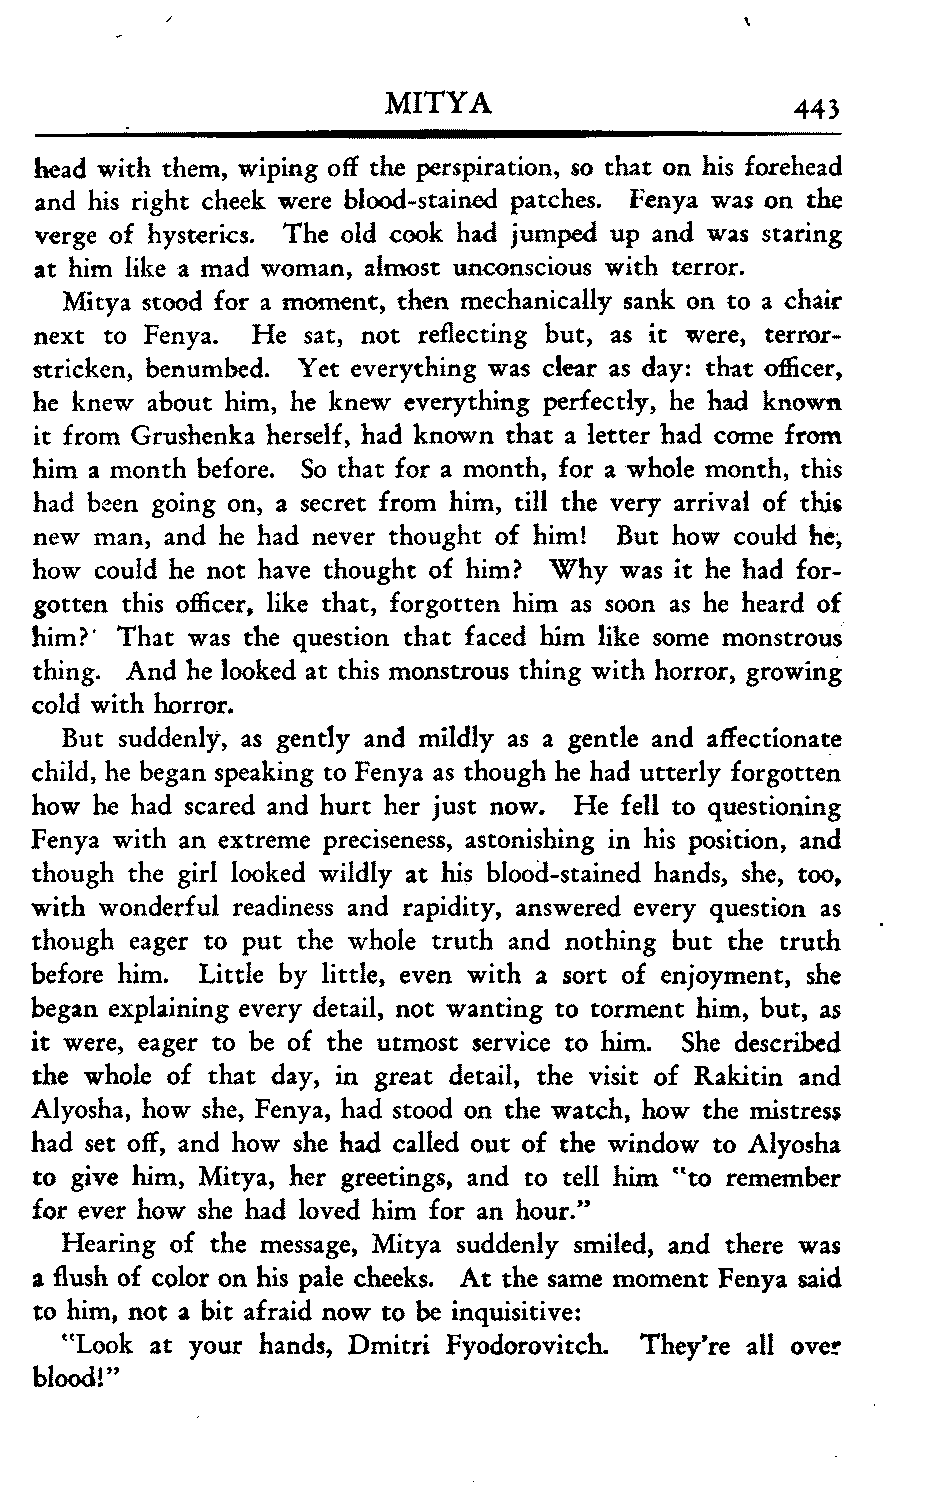 MITYA 443
head with them, wiping off the perspiration, so that on his forehead
and his right cheek were blood-stained patches. Fenya was on the
verge of hysterics. The old cook had jumped up and was staring
at him like a mad woman, almost unconscious with terror.
Mitya stood for a moment, then mechanically sank on to a chair
next to Fenya. He sat, not reflecting but, as it were, terror-
stricken, benumbed. Yet everything was clear as day: that officer,
he knew about him, he knew everything perfectly, he had known
it from Grushenka herself, had known that a letter had come from
him a month before. So that for a month, for a whole month, this
had been going on, a secret from him, till the very arrival of this
new man, and he had never thought of him! But how could he,
how could he not have thought of him? Why was it he had for-
gotten this officer, like that, forgotten him as soon as he heard of
him? That was the question that faced him like some monstrous
thing. And he looked at this monstrous thing with horror, growing
cold with horror.
But suddenly, as gently and mildly as a gentle and affectionate
child, he began speaking to Fenya as though he had utterly forgotten
how he had scared and hurt her just now. He fell to questioning
Fenya with an extreme preciseness, astonishing in his position, and
though the girl looked wildly at his blood-stained hands, she, too,
with wonderful readiness and rapidity, answered every question as
though eager to put the whole truth and nothing but the truth
before him. Little by little, even with a sort of enjoyment, she
began explaining every detail, not wanting to torment him, but, as
it were, eager to be of the utmost service to him. She described
the whole of that day, in great detail, the visit of Rakitin and
Alyosha, how she, Fenya, had stood on the watch, how the mistress
had set off, and how she had called out of the window to Alyosha
to give him, Mitya, her greetings, and to tell him "to remember
for ever how she had loved him for an hour."
Hearing of the message, Mitya suddenly smiled, and there was
a flush of color on his pale cheeks. At the same moment Fenya said
to him, not a bit afraid now to be inquisitive:
"Look at your hands, Dmitri Fyodorovitch. They're all over
blood!"